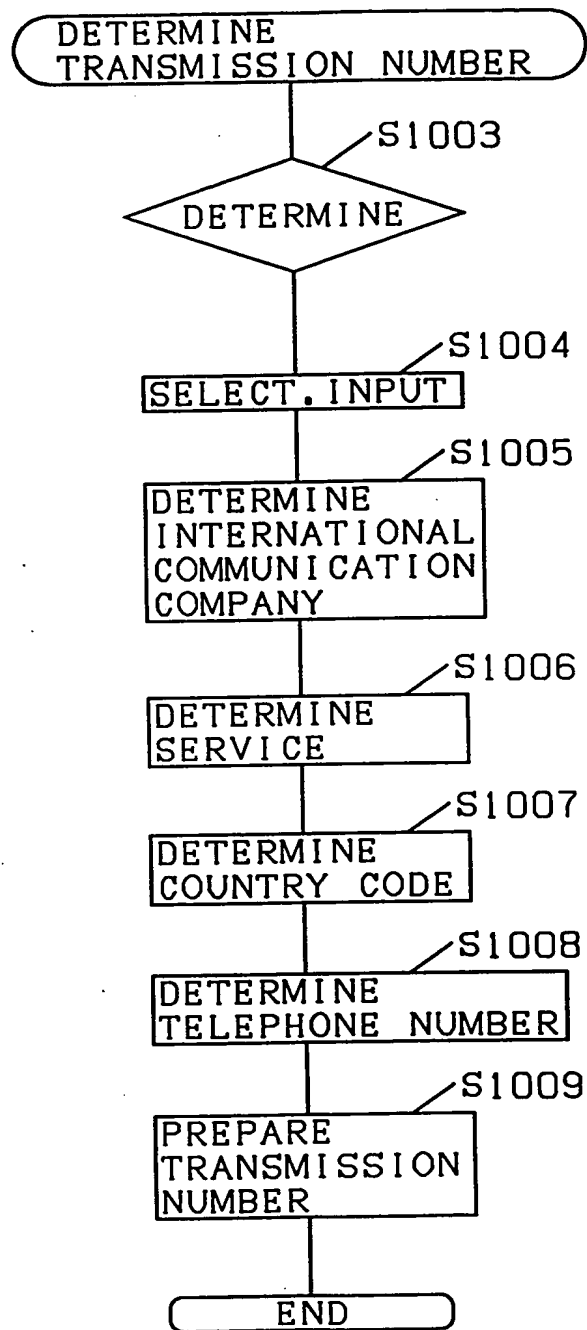 DETERMINE
TRANSMISSION NUMBER
S1003
DETERMINE
S1004
SELECT.INPUT
S1005
DETERMINE
INTERNATIONAL
COMMUNICATION
COMPANY
S1006
DETERMINE
SERVICE
S1007
DETERMINE
COUNTRY CODE
S1008
DETERMINE
TELEPHONE NUMBER
S1009
PREPARE
TRANSMISSION
NUMBER
END